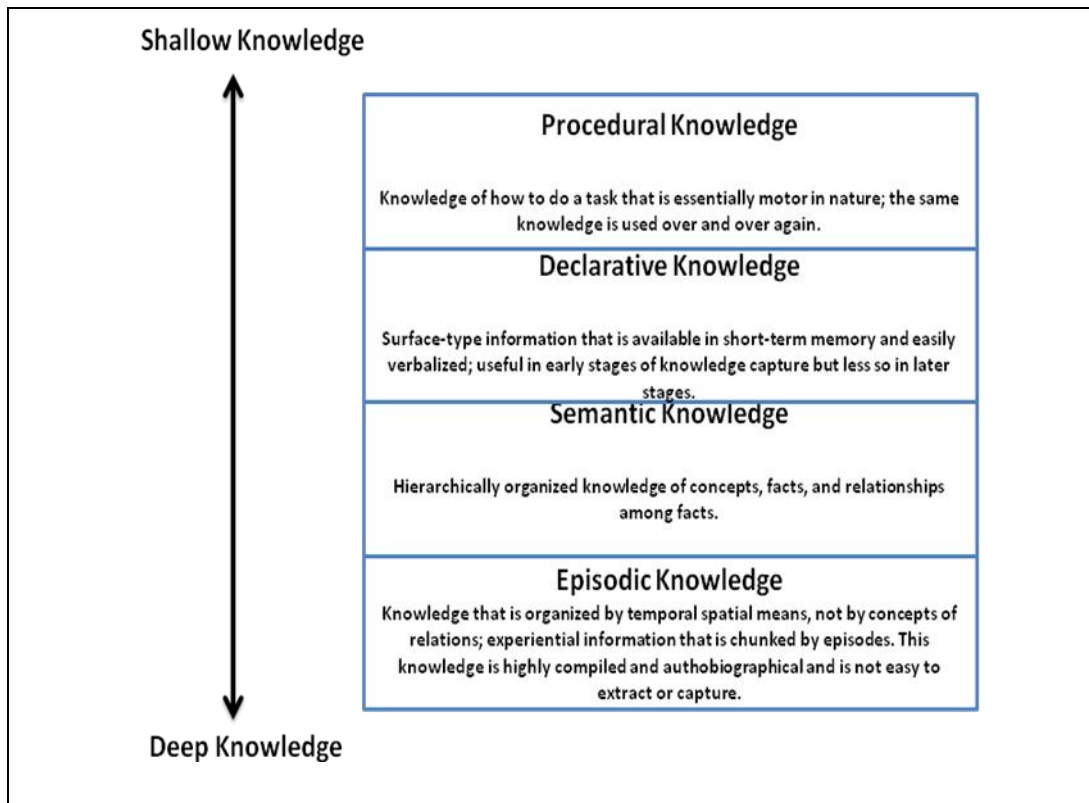 Shallow Knowledge
Procedural Knowledge
Knowledge of how to do a task that is essentially motor in nature; the same
knowledge is used over and over again.
Declarative Knowledge
Surface-type information that is available in short-term memory and easily
verbalized; useful in early stages of knowledge capture but less so in later
stages.
Semantic Knowledge
Hierarchically organized knowledge of concepts, facts, and relationships
among facts.
Episodic Knowledge
Knowledge that is organized by temporal spatial means, not by concepts of
relations; experiential information that is chunked by episodes. This
knowledge is highly compiled and authobiographical and is not easy to
extract or capture.
Deep Knowledge